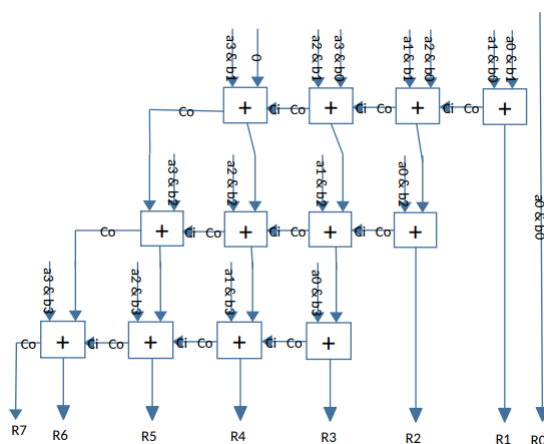 a3 & b1
0
a2 & b1
a3 & b0
a1 & b1
a2 & b0
a1 & b0
a0 & b1
Co
+
Ci
Co
+
Ci
Co
+
Ci
Co
+
a3 & b2
a2 & b2
a1 & b2
a0 & b2
a0 & b0
Co
+
Ci
Co
+
Ci
Co
+
Ci
Co
+
a3 & b3
a2 & b3
a1 & b3
a0 & b3
Co
+
Ci
Co
+
Ci
Co
+
Ci
Co
+
R7
R6
R5
R4
R3
R2
R1
R0